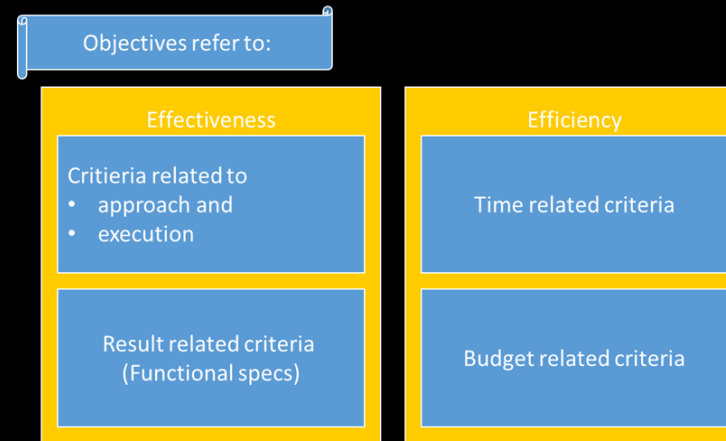 Objectives refer to:
Effectiveness
Critieria related to
• approach and
• execution
Result related criteria
(Functional specs)
Efficiency
Time related criteria
Budget related criteria